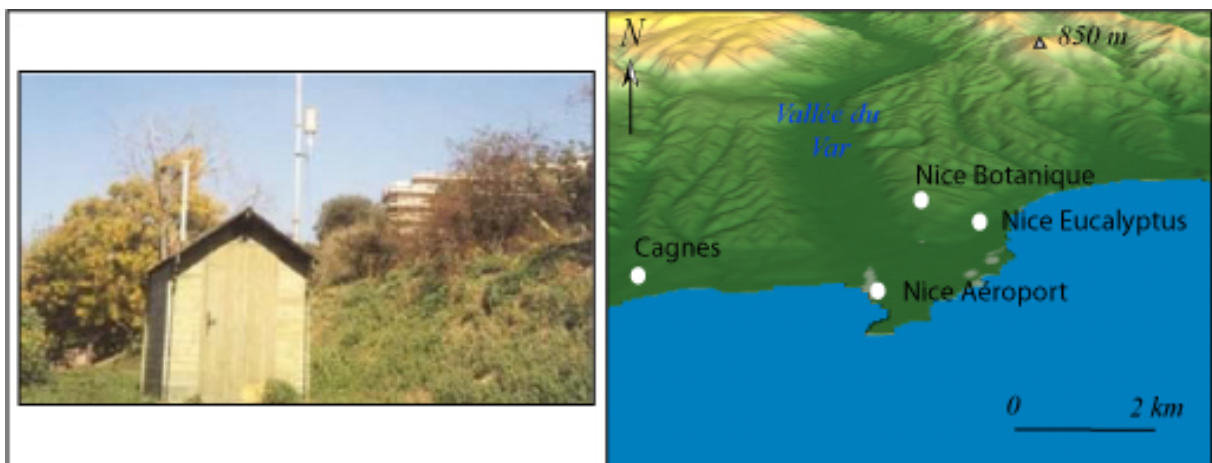 N
850 m
Vallée du
Var
Nice Botanique
Nice Eucalyptus
Cagnes
Nice Aéroport
0 2 km